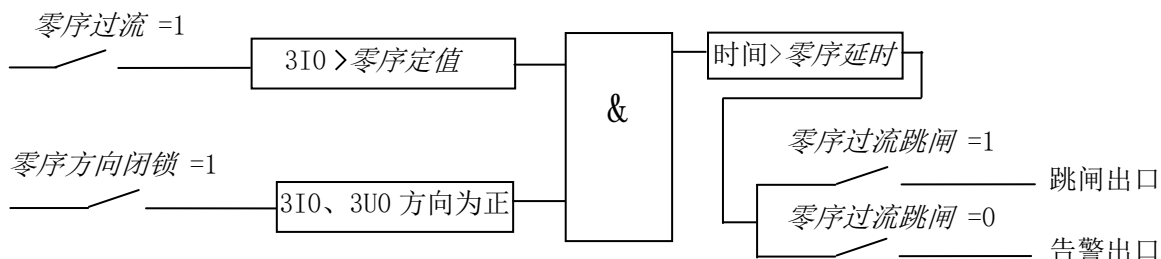 零序过流 =1
3I0＞零序定值
时间>零序延时
&
零序方向闭锁 =1
3I0、3U0 方向为正
零序过流跳闸 =1
跳闸出口
零序过流跳闸 =0
告警出口